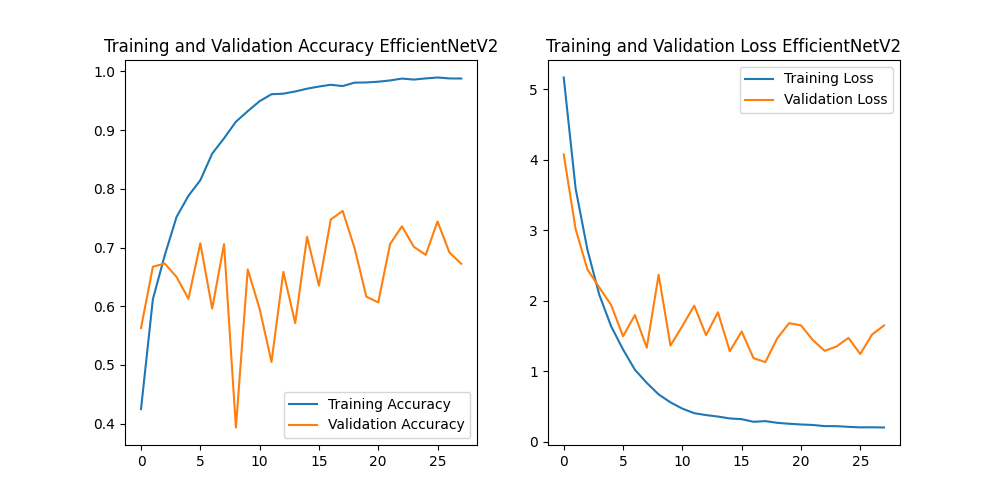 Training and Validation Accuracy EfficientNetV2
1.0
0.9
0.8
0.7
0.6
0.5
0.4
0 5 10 15 20 25
Training Accuracy
Validation Accuracy
Training and Validation Loss EfficientNetV2
5
4
3
2
1
0
0 5 10 15 20 25
Training Loss
Validation Loss